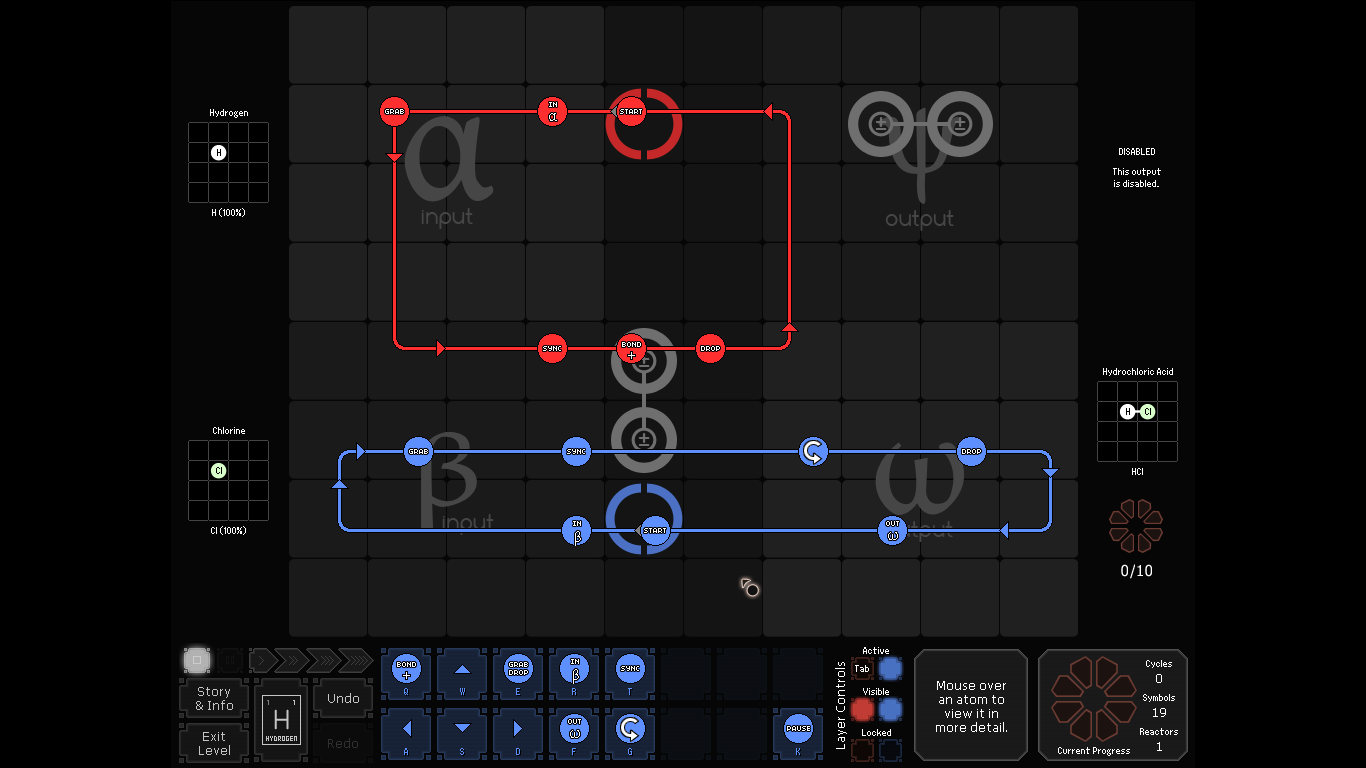 Hydrogen
H
H (100%)
GRAB
IN
α
START
α
input
±
±
ψ
output
DISABLED
This output
is disabled.
SYNC
BOND
+
DROP
±
±
Chlorine
Cl
Cl (100%)
GRAB
SYNC
DROP
β
input
IN
β
START
OUT
ω
ω
output
Hydrochloric Acid
H
Cl
HCl
0/10
Story
& Info
Exit
Level
1
1
H
HYDROGEN
Undo
Redo
BOND
+
Q
W
GRAB
DROP
E
IN
β
R
SYNC
T
A
S
D
OUT
ω
F
G
PAUSE
K
Layer Controls
Active
Tab
Visible
Locked
Mouse over
an atom to
view it in
more detail.
Cycles
0
Symbols
19
Reactors
1
Current Progress